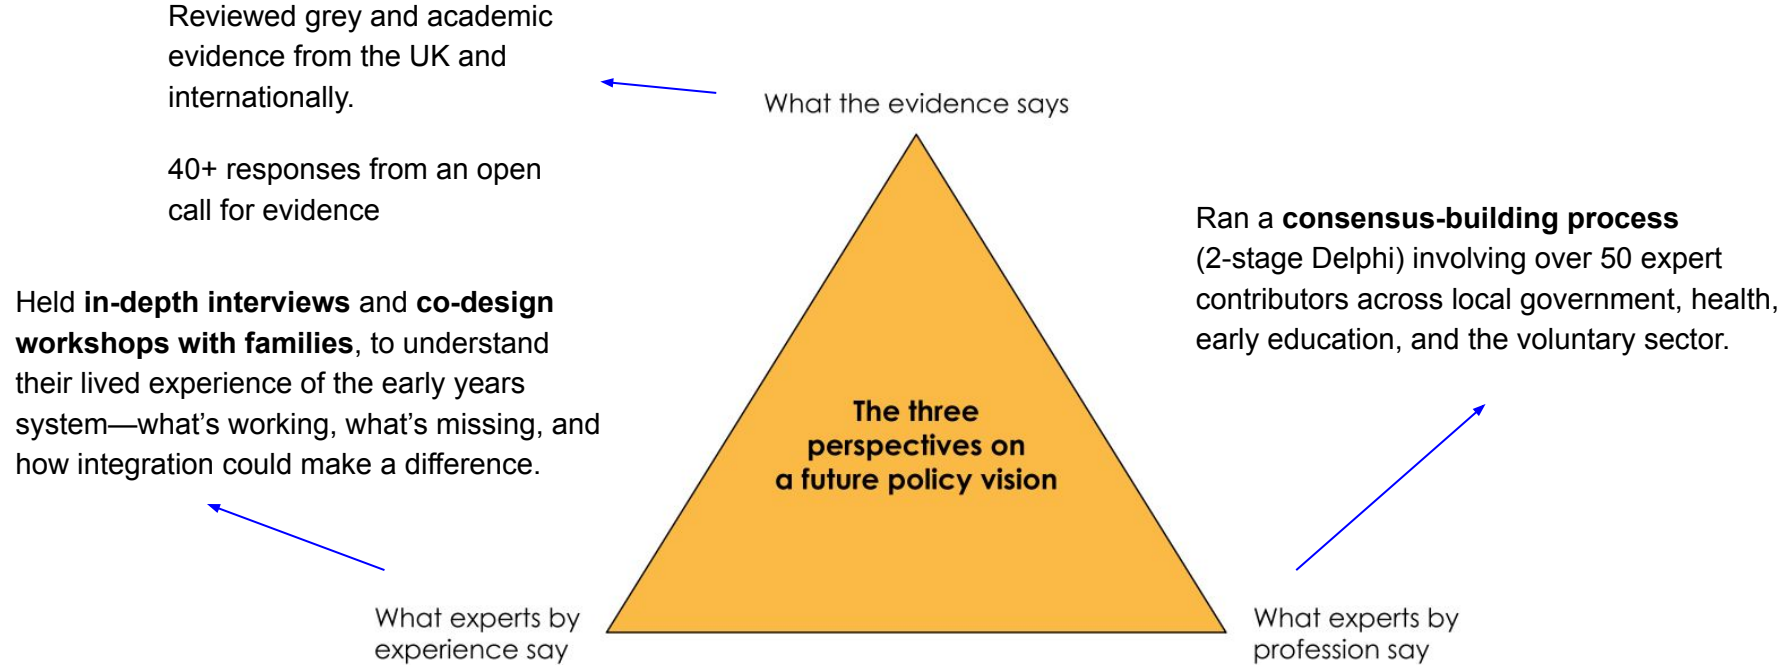 Reviewed grey and academic
evidence from the UK and
internationally.
40+ responses from an open
call for evidence
What the evidence says
Ran a consensus-building process
(2-stage Delphi) involving over 50 expert
contributors across local government, health,
early education, and the voluntary sector.
Held in-depth interviews and co-design
workshops with families, to understand
their lived experience of the early years
system—what’s working, what’s missing, and
how integration could make a difference.
The three
perspectives on
a future policy vision
What experts by
experience say
What experts by
profession say